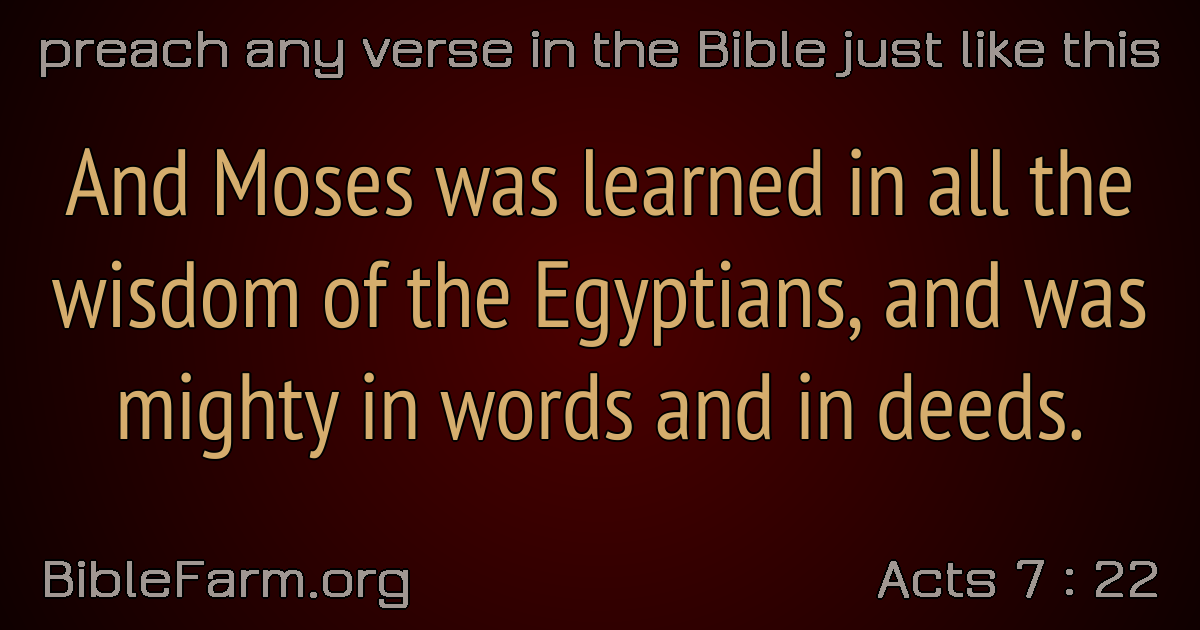 preach any verse in the Bible just like this
And Moses was learned in all the
wisdom of the Egyptians, and was
mighty in words and in deeds.
BibleFarm.org
Acts 7 : 22